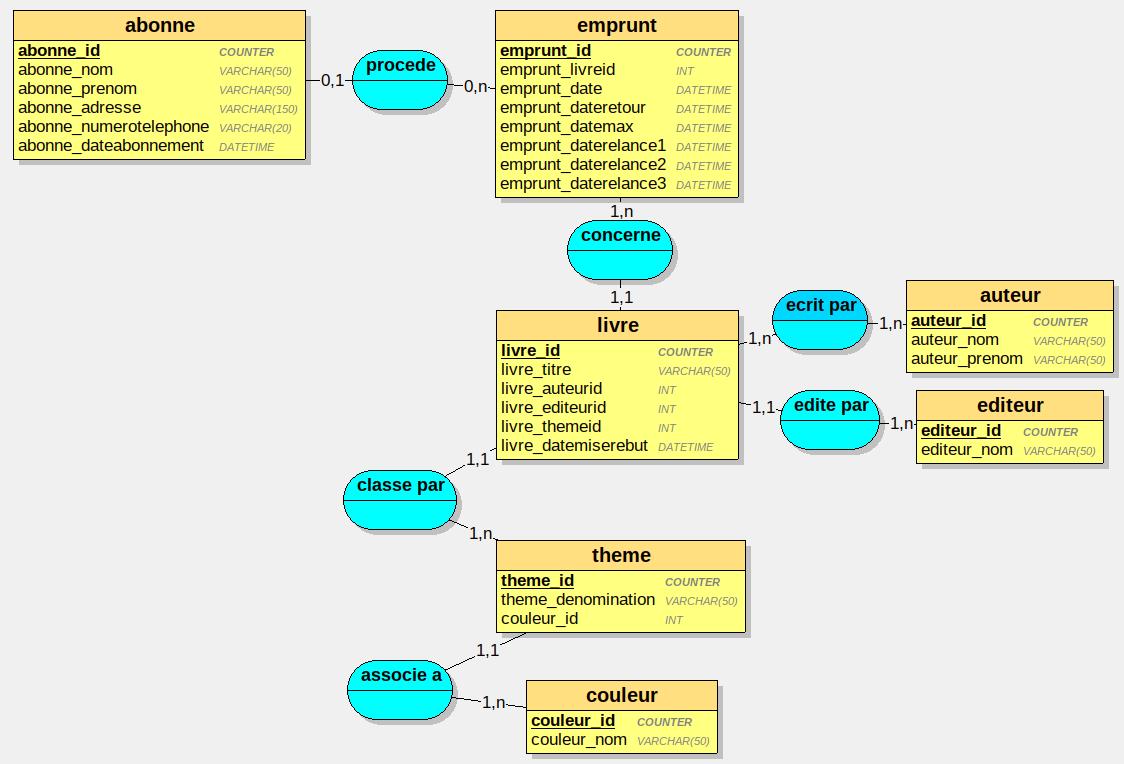 abonne
abonne_id COUNTER
abonne_nom VARCHAR(50)
abonne_prenom VARCHAR(50)
abonne_adresse VARCHAR(150)
abonne_numerotelephone VARCHAR(20)
abonne_dateabonnement DATETIME
0,1
procede
0,n
emprunt
emprunt_id COUNTER
emprunt_livreid INT
emprunt_date DATETIME
emprunt_dateretour DATETIME
emprunt_datemax DATETIME
emprunt_daterelance1 DATETIME
emprunt_daterelance2 DATETIME
emprunt_daterelance3 DATETIME
1,n
concerne
1,1
livre
livre_id COUNTER
livre_titre VARCHAR(50)
livre_auteurid INT
livre_editeurid INT
livre_themeid INT
livre_datemiserebut DATETIME
1,n
ecrit par
1,n
auteur
auteur_id COUNTER
auteur_nom VARCHAR(50)
auteur_prenom VARCHAR(50)
1,1
edite par
1,n
editeur
editeur_id COUNTER
editeur_nom VARCHAR(50)
1,1
classe par
1,n
theme
theme_id COUNTER
theme_denomination VARCHAR(50)
couleur_id INT
1,1
associe a
1,n
couleur
couleur_id COUNTER
couleur_nom VARCHAR(50)